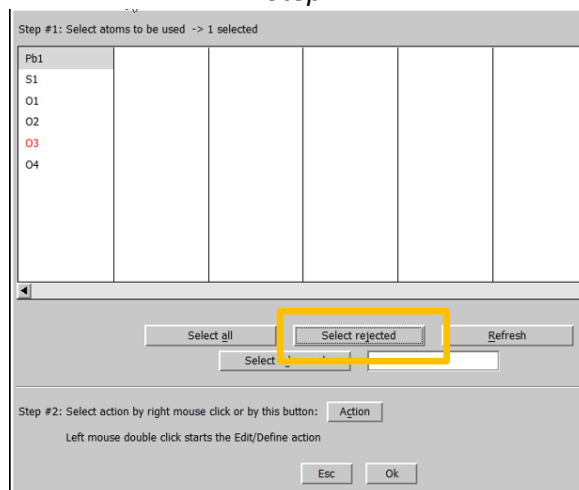 Step #1: Select atoms to be used -> 1 selected
Pb1
S1
O1
O2
O3
O4
Select all Select rejected Refresh
Select
Step #2: Select action by right mouse click or by this button: Action
Left mouse double click starts the Edit/Define action
Esc Ok